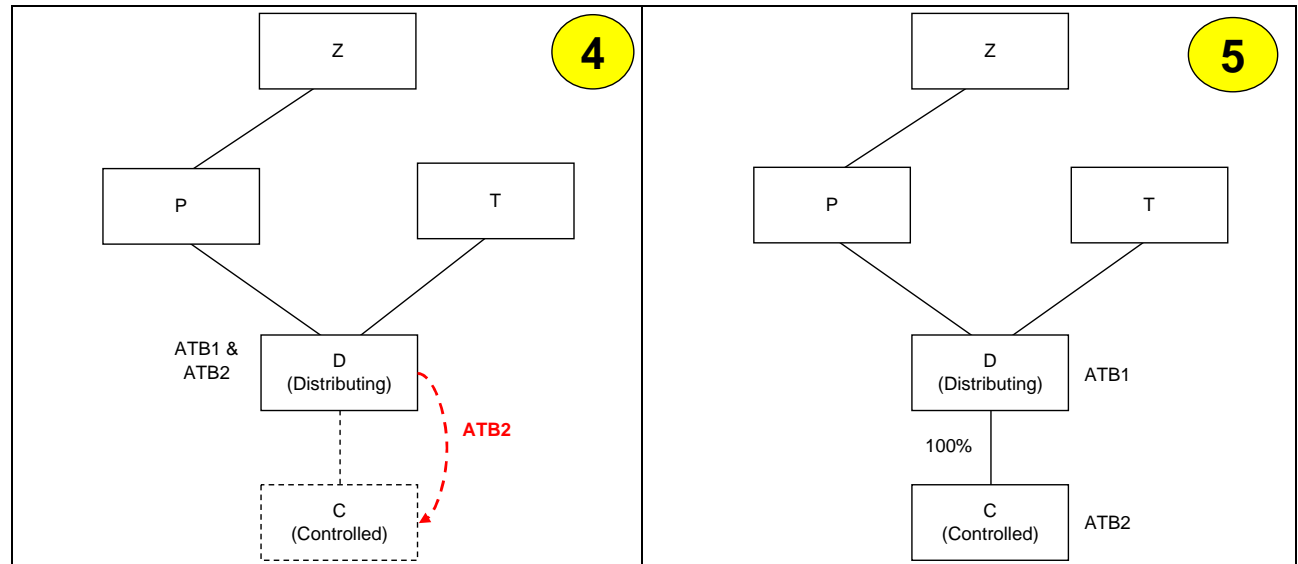 Z
4
P
T
ATB1 &
ATB2
D
(Distributing)
ATB2
C
(Controlled)
Z
5
P
T
D
(Distributing)
ATB1
100%
C
(Controlled)
ATB2